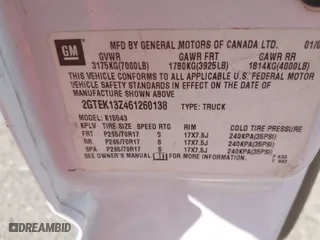 GM
MFD BY GENERAL MOTORS OF CANADA LTD. 01/0
GVWR GAWR FRT GAWR RR
3175KG(7000LB) 1780KG(3925LB) 1814KG(4000LB)
THIS VEHICLE CONFORMS TO ALL APPLICABLE U.S. FEDERAL
MOTOR VEHICLE SAFETY STANDARDS IN EFFECT ON THE DATE OF
MANUFACTURE SHOWN ABOVE.
2GTEK13Z461260138 TYPE: TRUCK
MODEL: K15543
KPLV TIRE SIZE SPEED RTG RIM COLD TIRE PRESSURE
FRT P265/70R17 S 17X7.5J 240KPA(35PSI)
RR P265/70R17 S 17X7.5J 240KPA(35PSI)
SPA P265/70R17 S 17X7.5J 240KPA(35PSI)
SEE OWNER'S MANUAL FOR ADDITIONAL INFORMATION